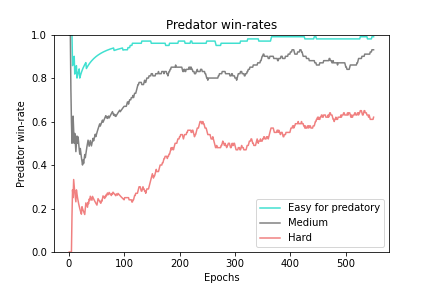 Predator win-rates
Predator win-rate
1.0
0.8
0.6
0.4
0.2
0.0
0
100
200
300
400
500
Epochs
Easy for predatory
Medium
Hard